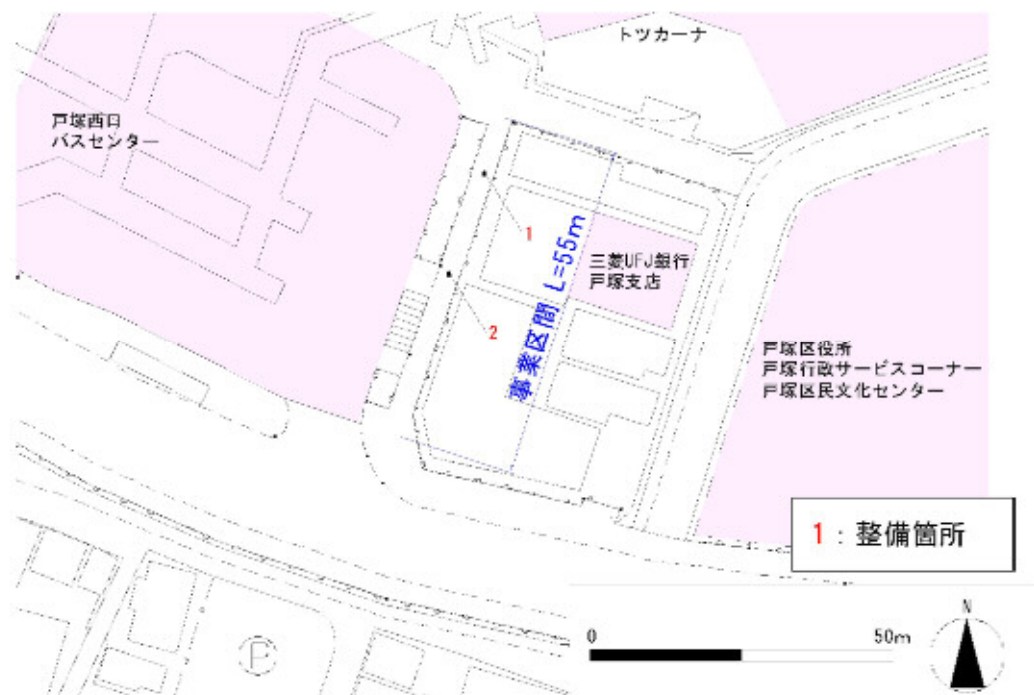 トツカーナ
戸塚西口
バスセンター
1
三菱UFJ銀行
戸塚支店
2
事業区間 L=55m
戸塚区役所
戸塚行政サービスコーナー
戸塚区民文化センター
1：整備箇所
0
50m
N
P